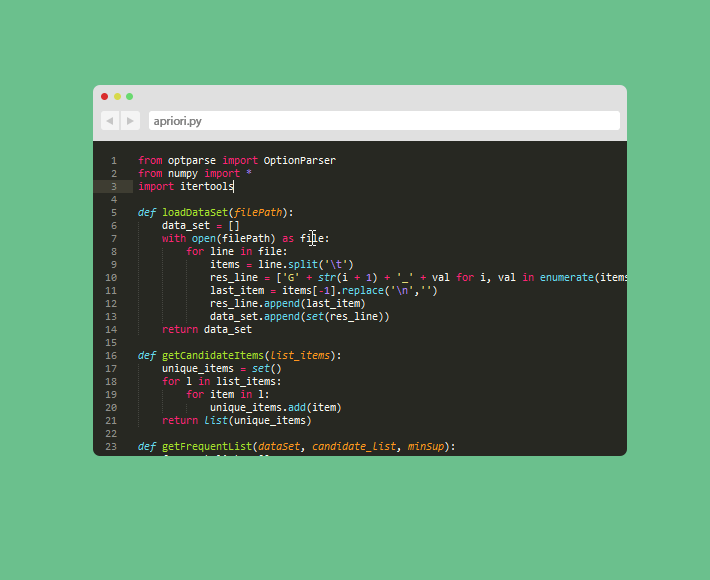 apriori.py
1 from optparse import OptionParser
2 from numpy import *
3 import itertools
4
5 def loadDataSet(filePath):
6 data_set = []
7 with open(filePath) as file:
8 for line in file:
9 items = line.split('\t')
10 res_line = ['G' + str(i + 1) + '_' + val for i, val in enumerate(items
11 last_item = items[-1].replace('\n','')
12 res_line.append(last_item)
13 data_set.append(set(res_line))
14 return data_set
15
16 def getCandidateItems(list_items):
17 unique_items = set()
18 for l in list_items:
19 for item in l:
20 unique_items.add(item)
21 return list(unique_items)
22
23 def getFrequentList(dataSet, candidate_list, minSup):